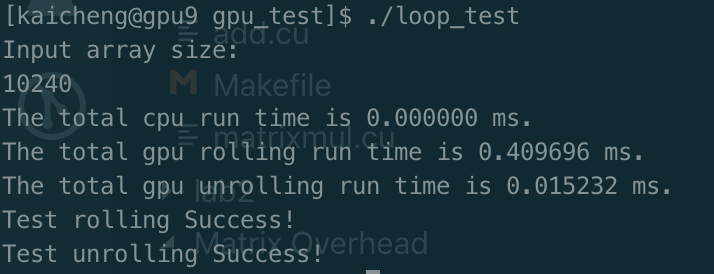 [kaicheng@gpu9 gpu_test]$ ./loop_test
add.cu
Input array size:
10240
Makefile
The total cpu run time is 0.000000 ms.
matrixmul.cu
The total gpu rolling run time is 0.409696 ms.
The total gpu unrolling run time is 0.015232 ms.
lab2
Test rolling Success!
Matrix Overhead
Test unrolling Success!